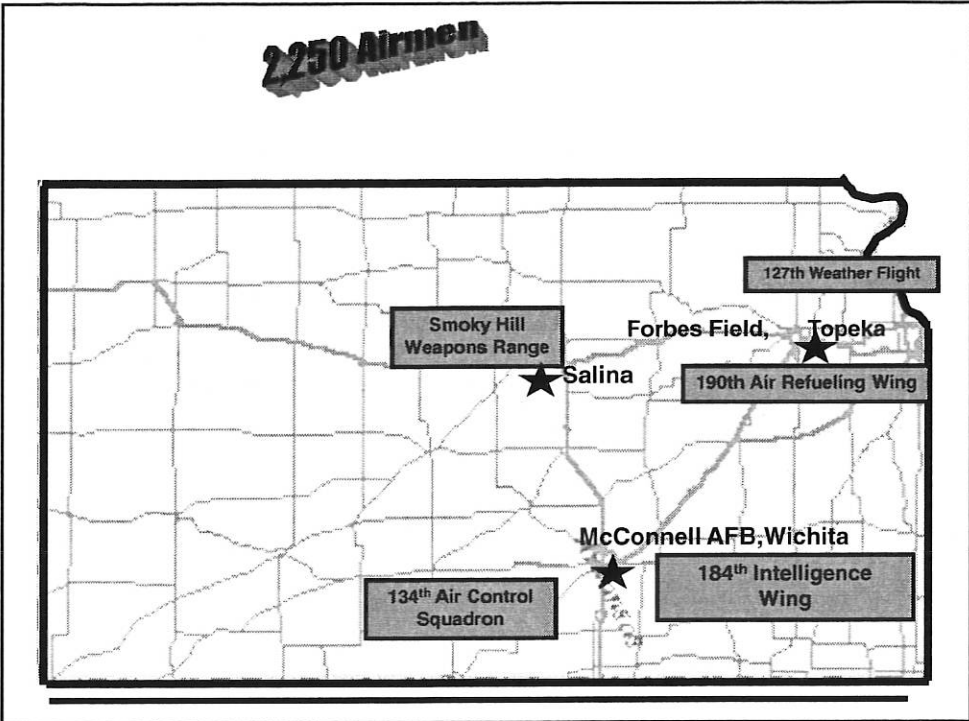 2,250 Airmen
127th Weather Flight
Smoky Hill
Weapons Range
Forbes Field, Topeka
Salina
190th Air Refueling Wing
McConnell AFB, Wichita
184th Intelligence
Wing
134th Air Control
Squadron